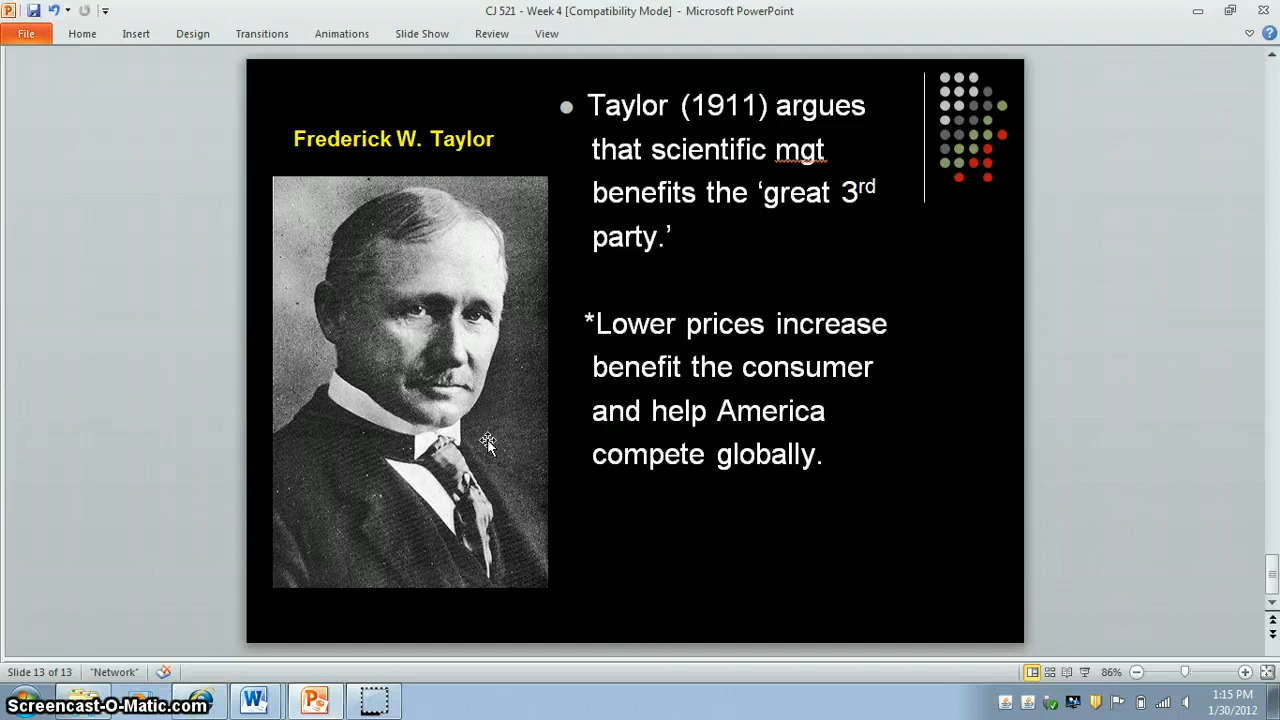 CJ 521 - Week 4 [Compatibility Mode] - Microsoft PowerPoint
File Home Insert Design Transitions Animations Slide Show Review View
Frederick W. Taylor
Taylor (1911) argues
that scientific mgt
benefits the ‘great 3rd
party.’
*Lower prices increase
benefit the consumer
and help America
compete globally.
Slide 13 of 13 "Network" 86%
Screencast-O-Matic.com
1:15 PM
1/30/2012